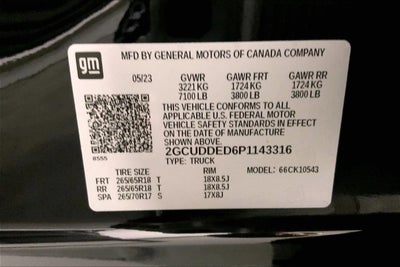 gm
MFD BY GENERAL MOTORS OF CANADA COMPANY
05/23 GVWR GAWR FRT GAWR RR
3221 KG 1724 KG 1724 KG
7100 LB 3800 LB 3800 LB
THIS VEHICLE CONFORMS TO ALL
APPLICABLE U.S. FEDERAL MOTOR
VEHICLE SAFETY STANDARDS IN EFFECT
ON THE DATE OF MANUFACTURE
SHOWN ABOVE.
2GCUDDED6P1143316
TYPE: TRUCK MODEL: 66CK10543
TIRE SIZE RIM
FRT 265/65R18 T 18X8.5J
RR 265/65R18 T 18X8.5J
SPA 265/70R17 S 17X8J